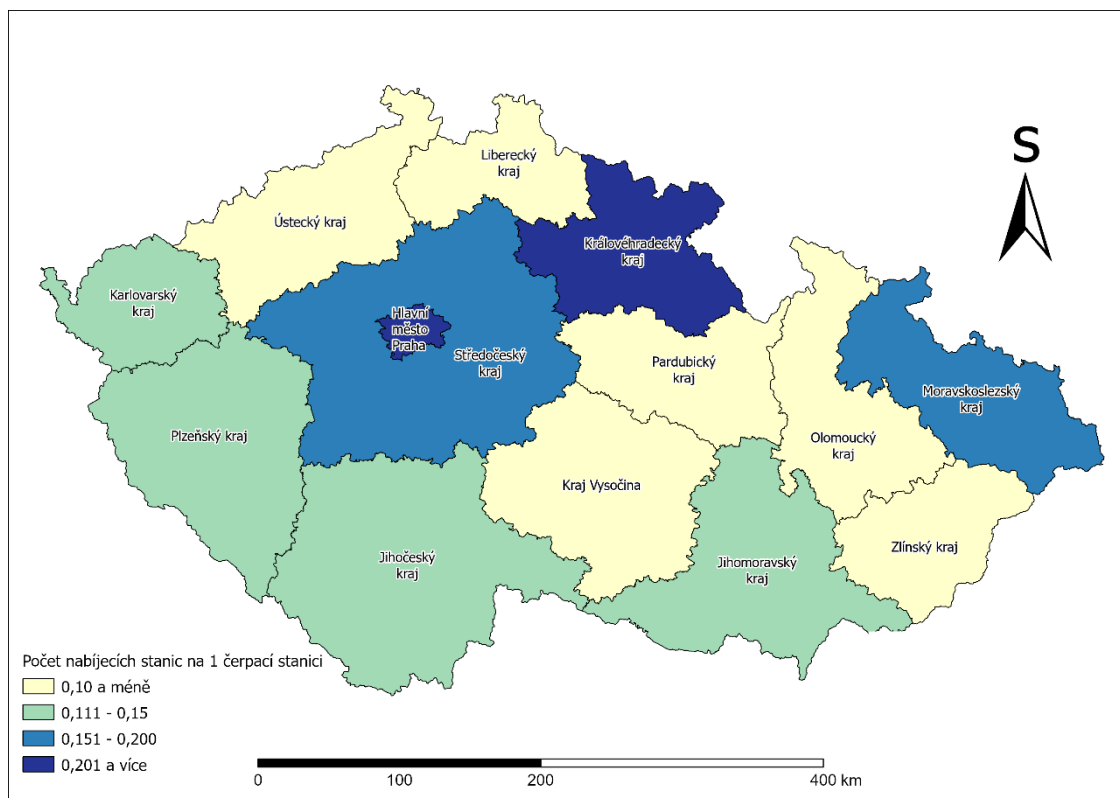 S
Liberecký
kraj
Ústecký kraj
Královéhradecký
kraj
Karlovarský
kraj
Hlavní
město
Praha
Středočeský
kraj
Pardubický
kraj
Moravskoslezský
kraj
Plzeňský kraj
Olomoucký
kraj
Kraj Vysočina
Zlínský kraj
Jihočeský
kraj
Jihomoravský
kraj
Počet nabíjecích stanic na 1 čerpací stanici
0,10 a méně
0,111 - 0,15
0,151 - 0,200
0,201 a více
0 100 200 400 km